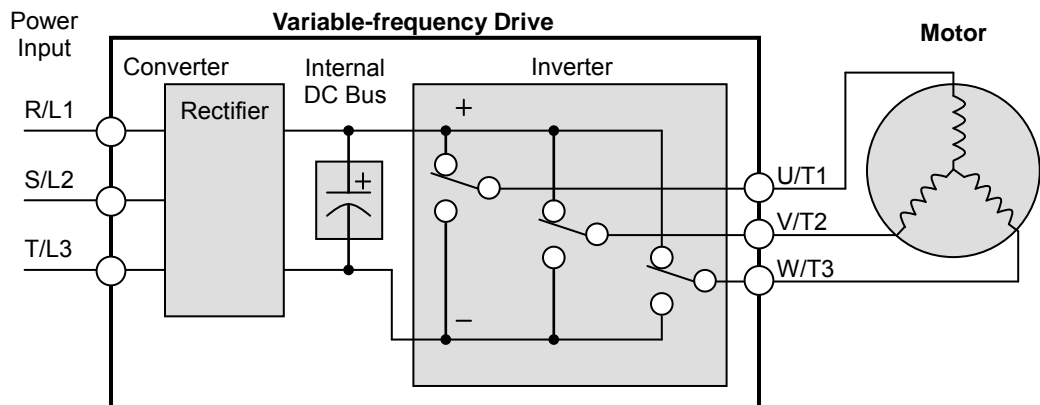 Power
Input
Variable-frequency Drive
Motor
Converter
Internal
DC Bus
Inverter
R/L1
Rectifier
+
S/L2
+
U/T1
V/T2
T/L3
W/T3
−